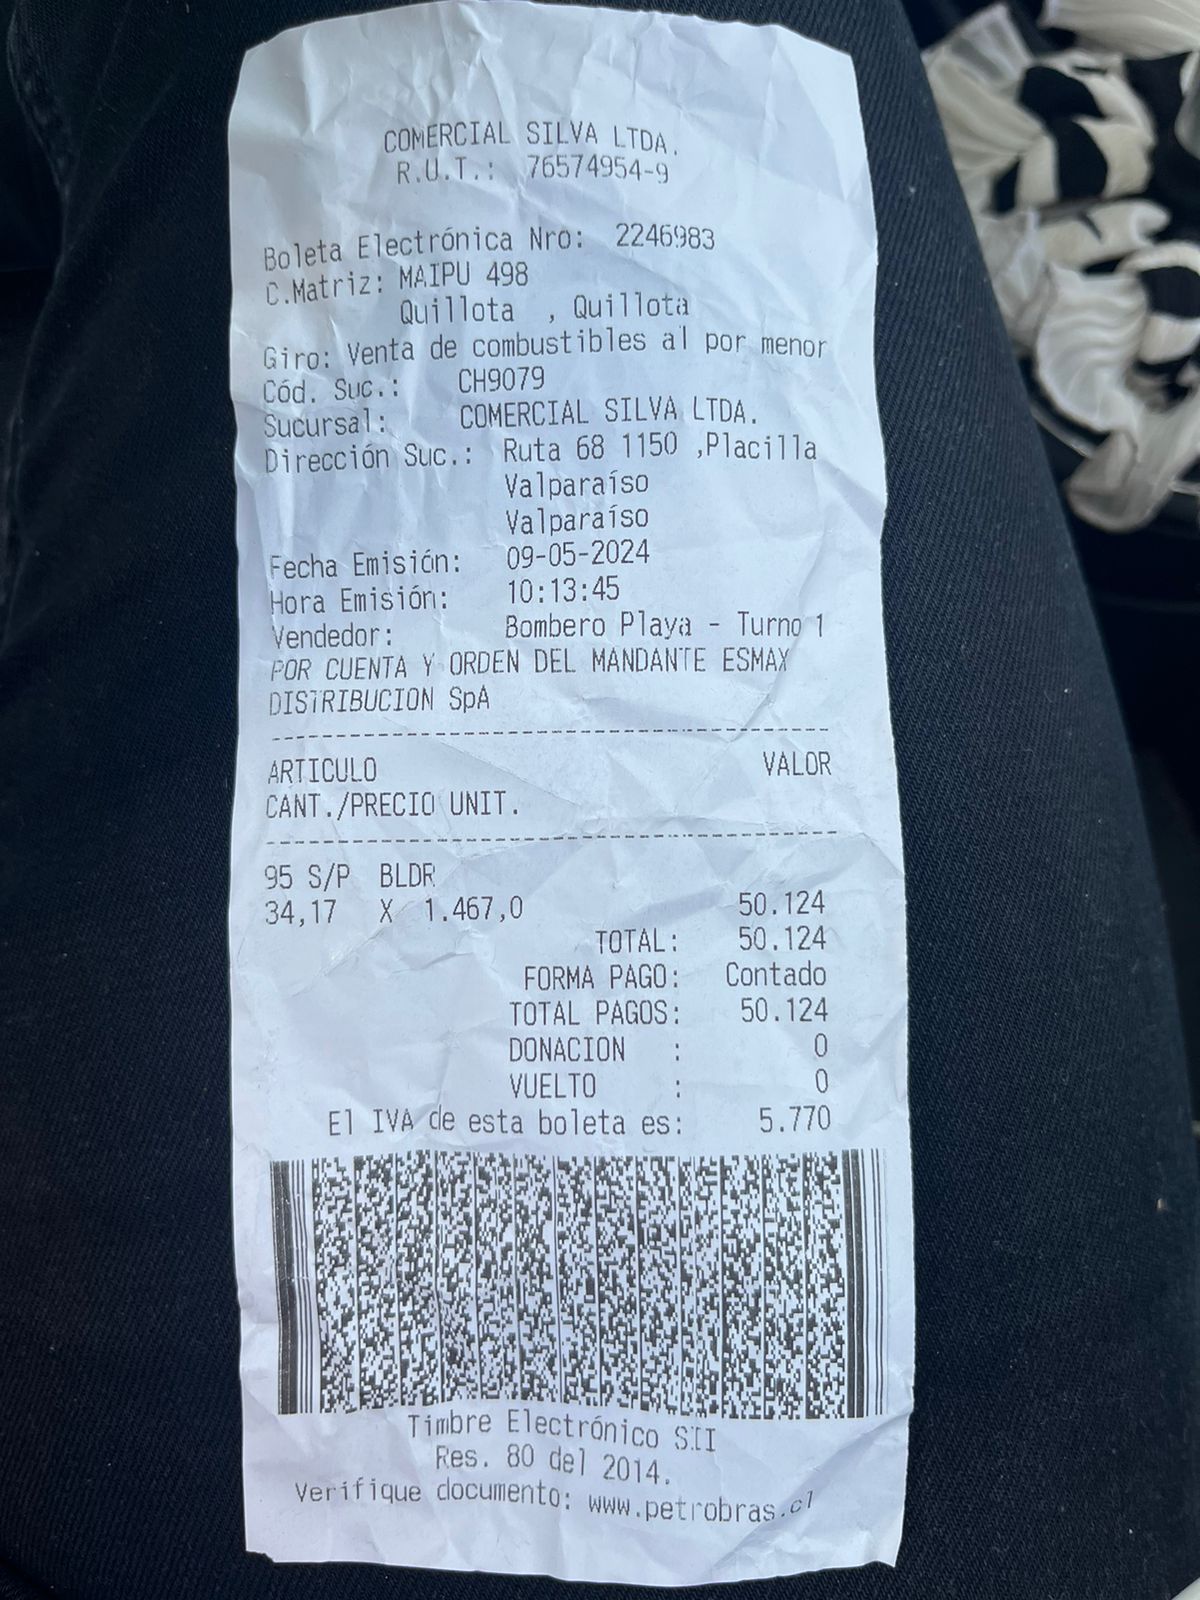 COMERCIAL SILVA LTDA.
R.U.T.: 76574954-9
Boleta Electrónica Nro: 2246983
C.Matriz: MAIPU 498
Quillota , Quillota
Giro: Venta de combustibles al por menor
Cód. Suc.: CH9079
Sucursal: COMERCIAL SILVA LTDA.
Dirección Suc.: Ruta 68 1150 ,Placilla
Valparaíso
Valparaíso
Fecha Emisión: 09-05-2024
Hora Emisión: 10:13:45
Vendedor: Bombero Playa - Turno 1
POR CUENTA Y ORDEN DEL MANDANTE ESMAX
DISTRIBUCION SpA
ARTICULO VALOR
CANT./PRECIO UNIT.
95 S/P BLDR
34,17 X 1.467,0 50.124
TOTAL: 50.124
FORMA PAGO: Contado
TOTAL PAGOS: 50.124
DONACION : 0
VUELTO : 0
El IVA de esta boleta es: 5.770
Timbre Electrónico SII
Res. 80 del 2014.
Verifique documento: www.petrobras.cl